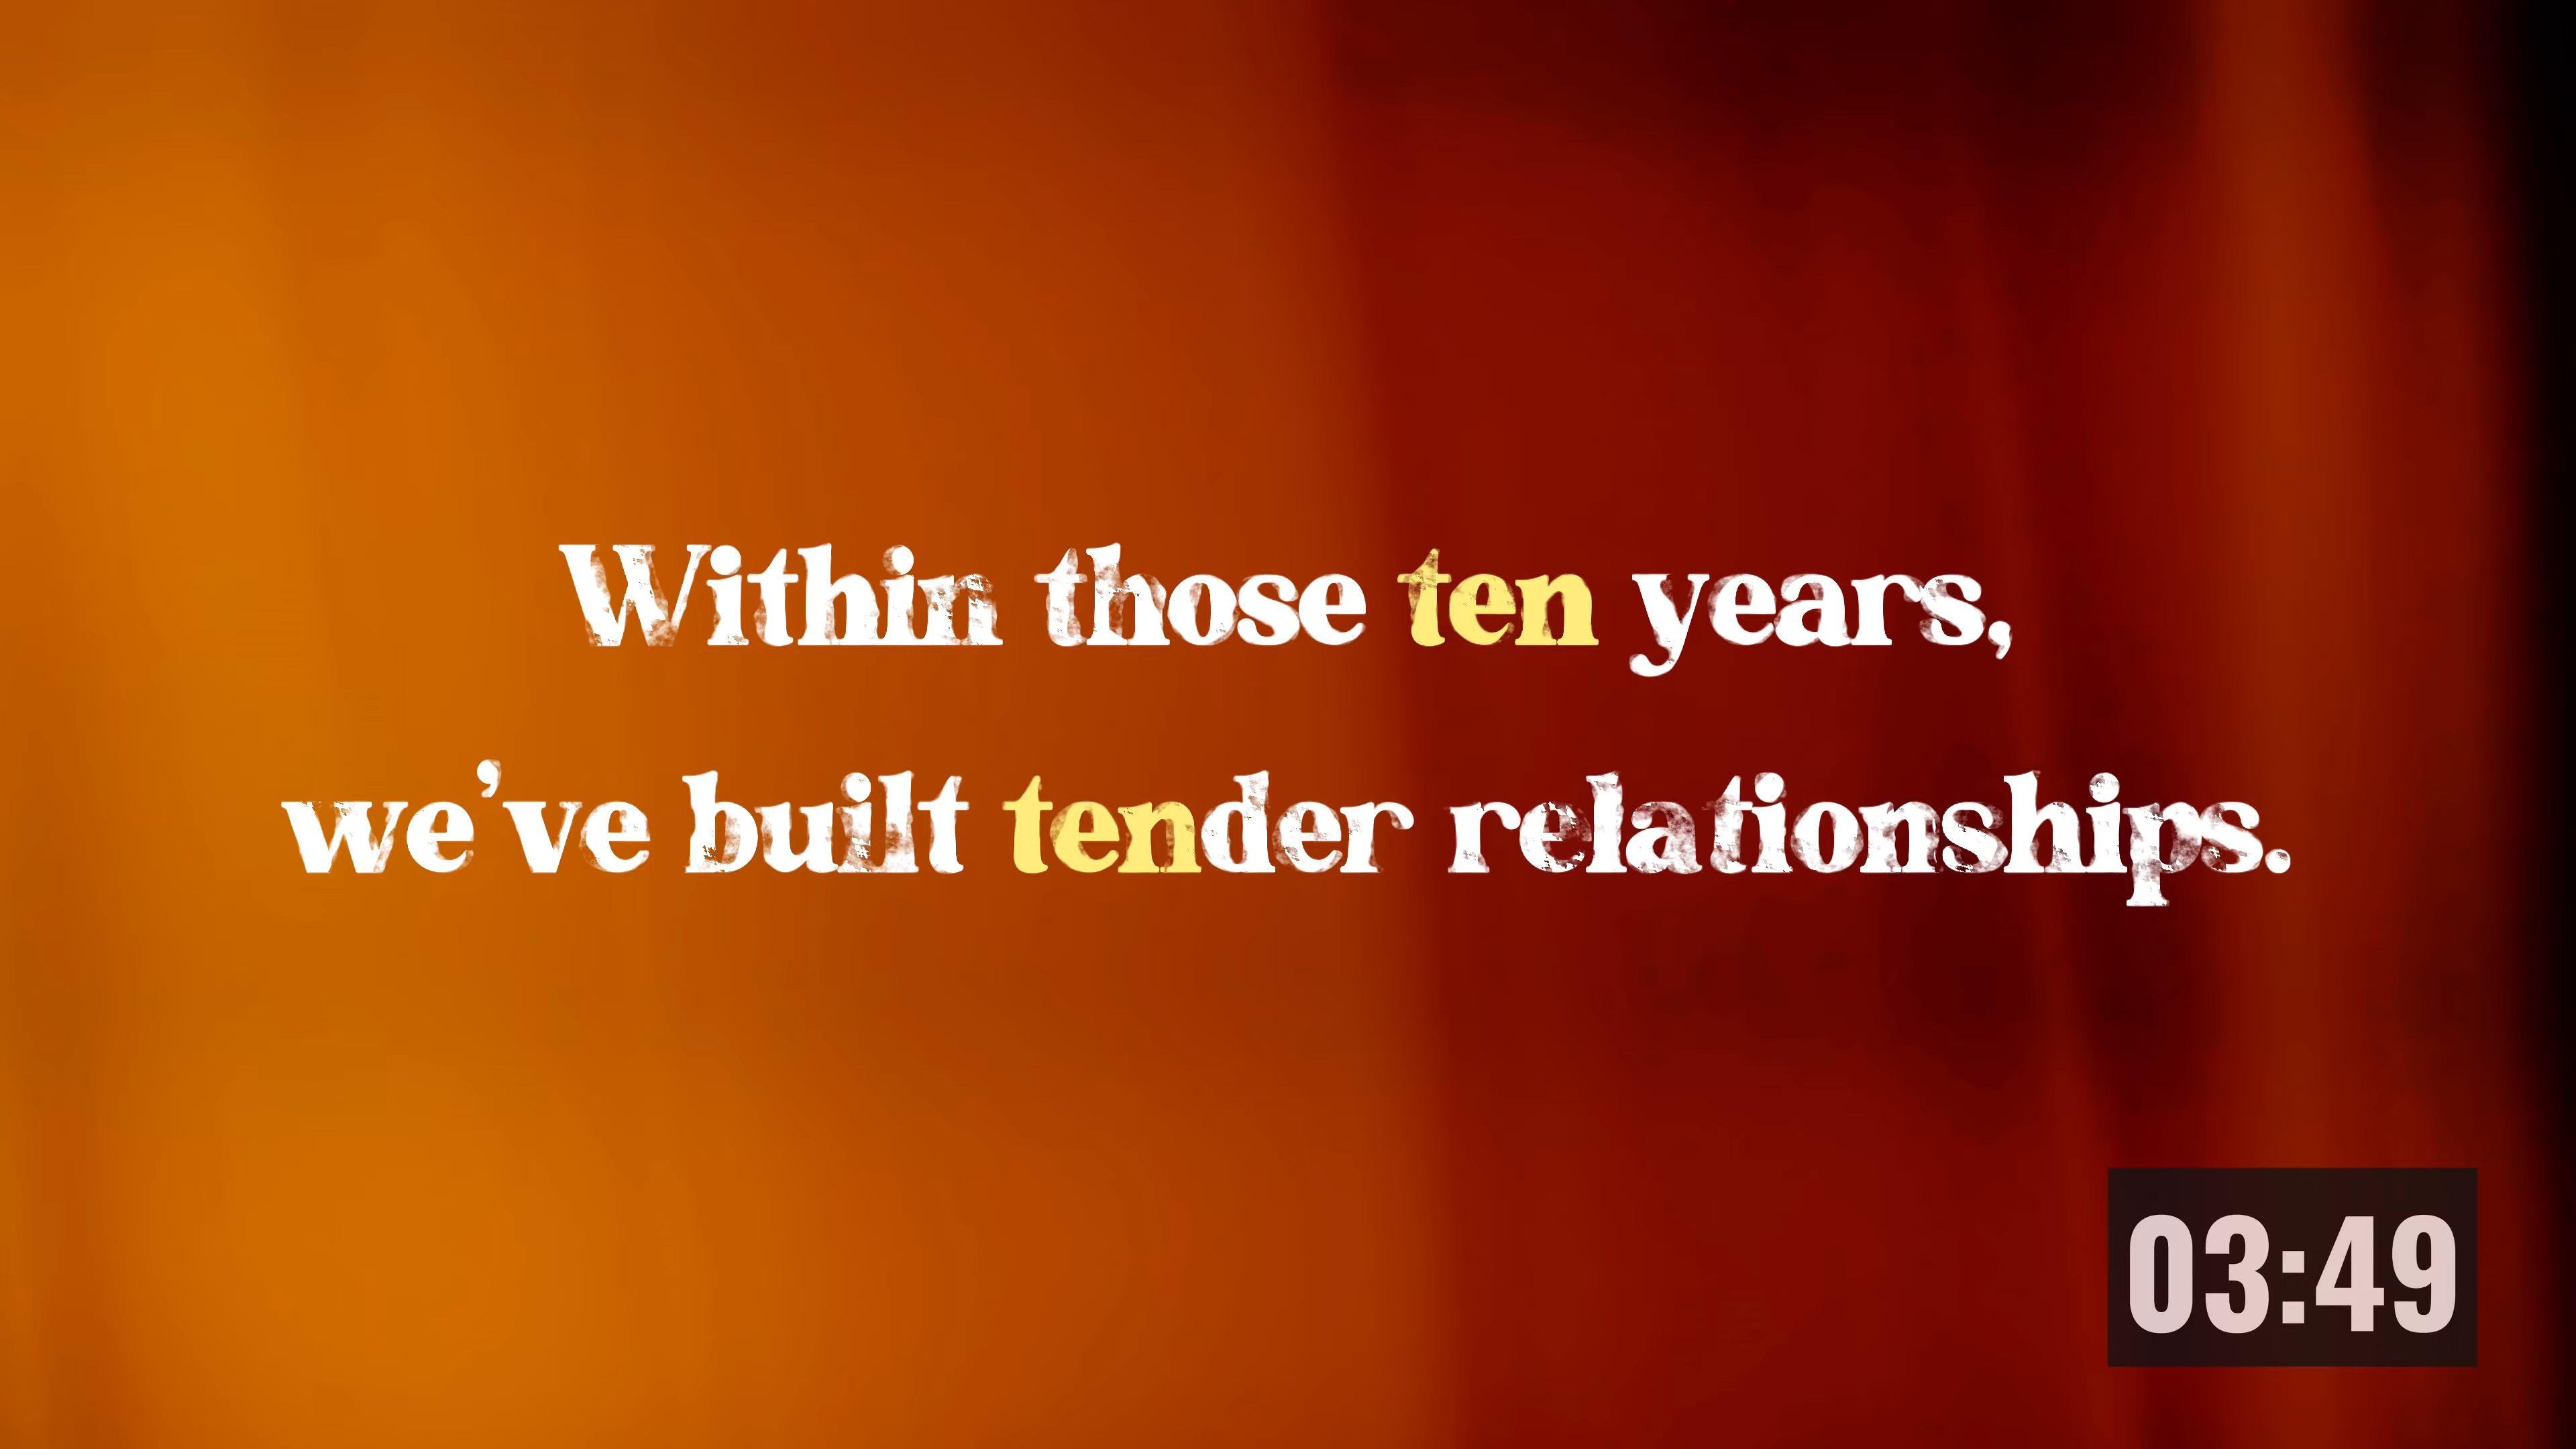 Within those ten years,
we’ve built tender relationships.
03:49